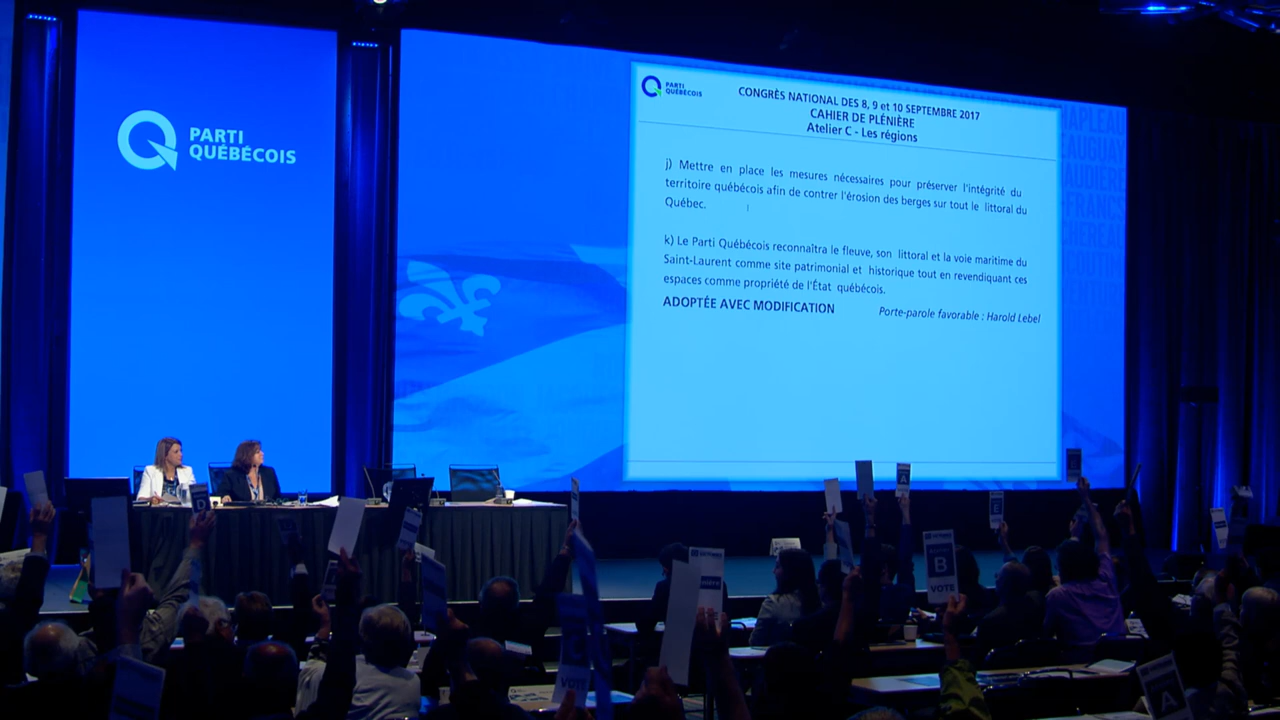 PARTI
QUÉBÉCOIS
PARTI
QUÉBÉCOIS
CONGRÈS NATIONAL DES 8, 9 et 10 SEPTEMBRE 2017
CAHIER DE PLÉNIÈRE
Atelier C - Les régions
j) Mettre en place les mesures nécessaires pour préserver l'intégrité du
territoire québécois afin de contrer l'érosion des berges sur tout le littoral du
Québec.
k) Le Parti Québécois reconnaîtra le fleuve, son littoral et la voie maritime du
Saint-Laurent comme site patrimonial et historique tout en revendiquant ces
espaces comme propriété de l'État québécois.
ADOPTÉE AVEC MODIFICATION
Porte-parole favorable : Harold Lebel
D
A
E
B
VOTE
VOTE
A